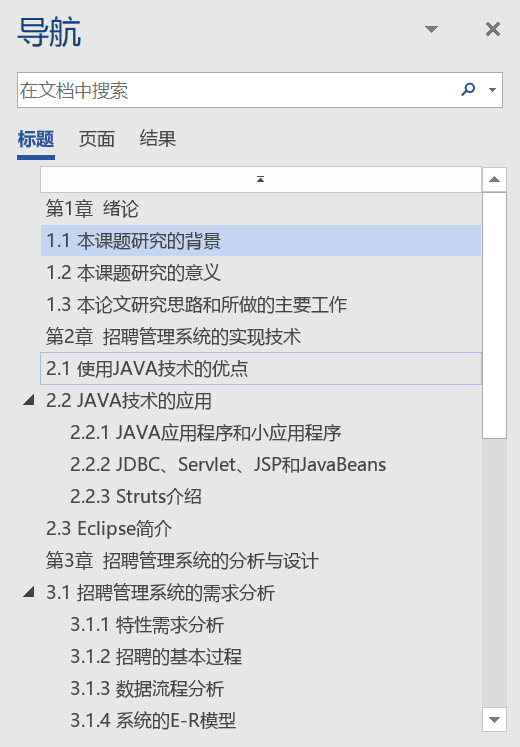 导航
在文档中搜索
标题 页面 结果
第1章 绪论
1.1 本课题研究的背景
1.2 本课题研究的意义
1.3 本论文研究思路和所做的主要工作
第2章 招聘管理系统的实现技术
2.1 使用JAVA技术的优点
2.2 JAVA技术的应用
2.2.1 JAVA应用程序和小应用程序
2.2.2 JDBC、Servlet、JSP和JavaBeans
2.2.3 Struts介绍
2.3 Eclipse简介
第3章 招聘管理系统的分析与设计
3.1 招聘管理系统的需求分析
3.1.1 特性需求分析
3.1.2 招聘的基本过程
3.1.3 数据流程分析
3.1.4 系统的E-R模型